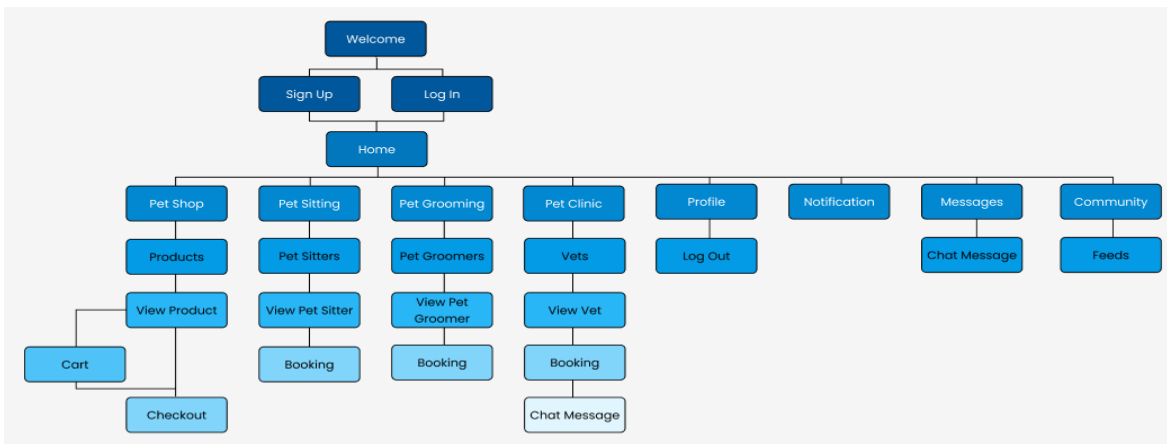 Welcome
Sign Up
Log In
Home
Pet Shop
Pet Sitting
Pet Grooming
Pet Clinic
Profile
Notification
Messages
Community
Products
Pet Sitters
Pet Groomers
Vets
Log Out
Chat Message
Feeds
View Product
View Pet Sitter
View Pet
Groomer
View Vet
Cart
Booking
Booking
Booking
Checkout
Chat Message